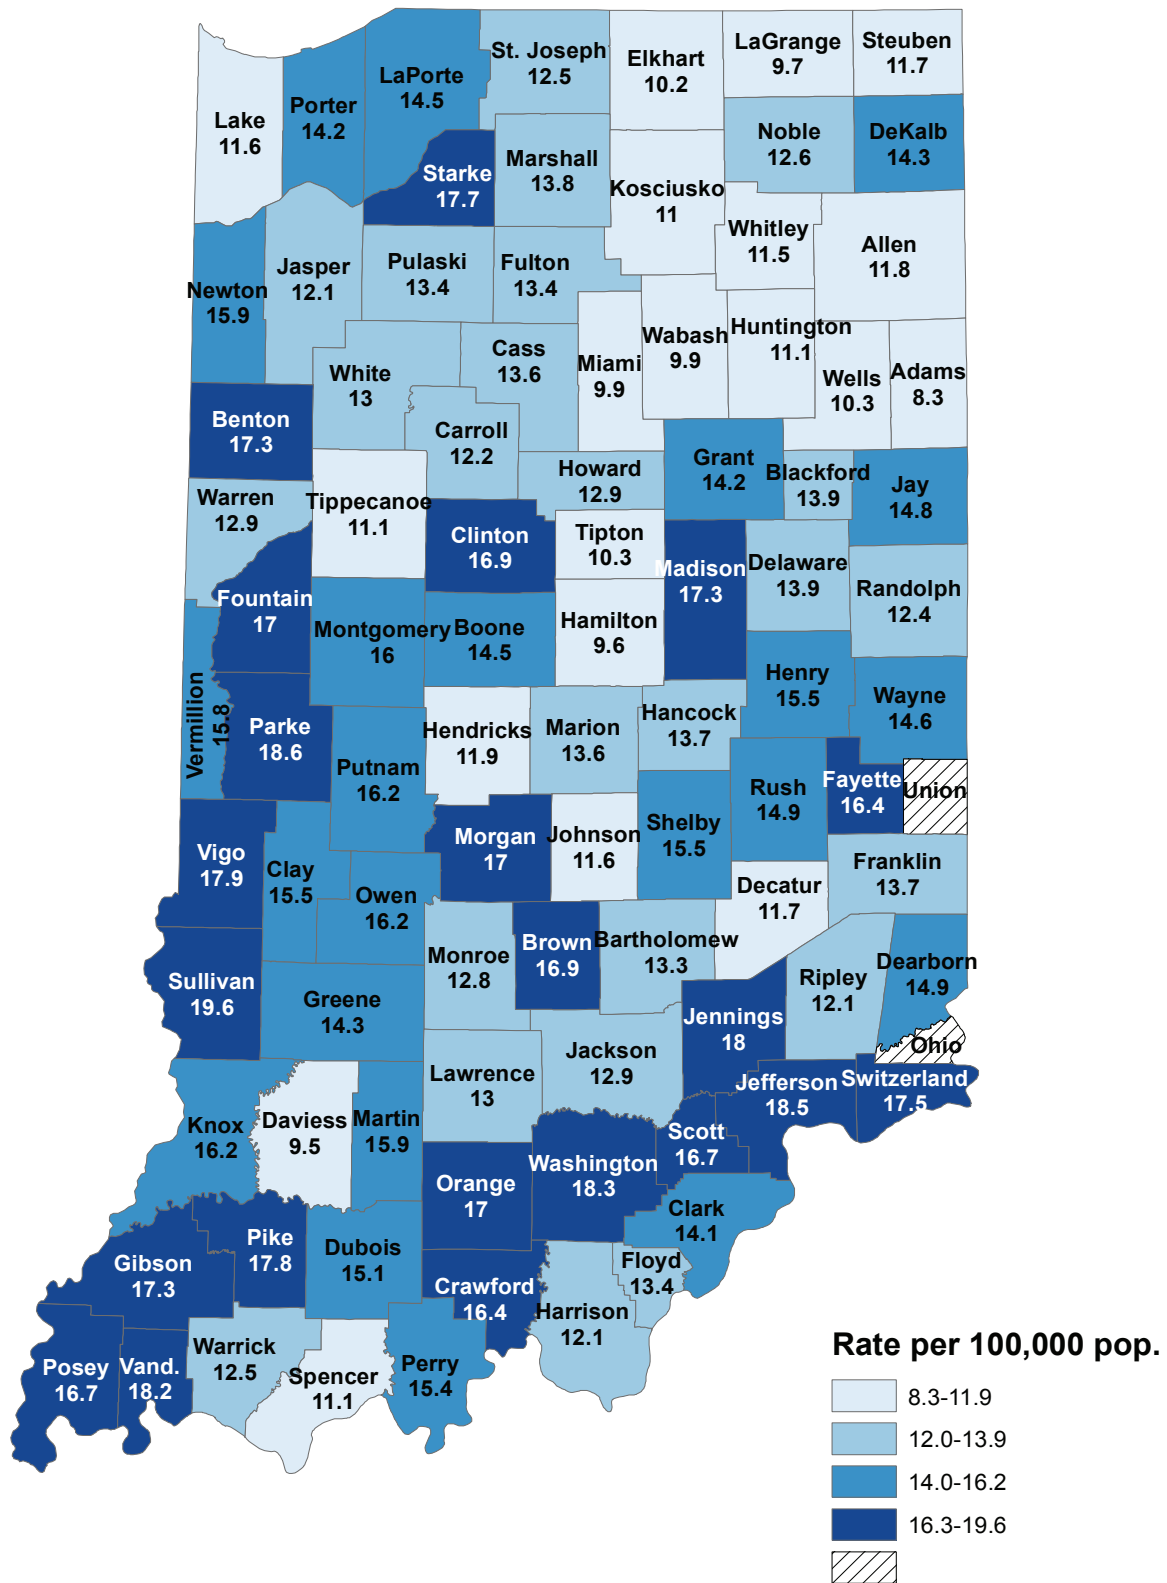 St. Joseph
12.5
Elkhart
10.2
LaGrange
9.7
Steuben
11.7
LaPorte
14.5
Porter
14.2
Lake
11.6
Noble
12.6
DeKalb
14.3
Starke
17.7
Marshall
13.8
Kosciusko
11
Whitley
11.5
Allen
11.8
Newton
15.9
Jasper
12.1
Pulaski
13.4
Fulton
13.4
Miami
9.9
Wabash
9.9
Huntington
11.1
Wells
10.3
Adams
8.3
White
13
Cass
13.6
Benton
17.3
Carroll
12.2
Howard
12.9
Grant
14.2
Blackford
13.9
Jay
14.8
Warren
12.9
Tippecanoe
11.1
Clinton
16.9
Tipton
10.3
Madison
17.3
Delaware
13.9
Randolph
12.4
Fountain
17
Montgomery
16
Boone
14.5
Hamilton
9.6
Henry
15.5
Wayne
14.6
Vermillion
15.8
Parke
18.6
Putnam
16.2
Hendricks
11.9
Marion
13.6
Hancock
13.7
Rush
14.9
Fayette
16.4
Union
Vigo
17.9
Clay
15.5
Owen
16.2
Morgan
17
Johnson
11.6
Shelby
15.5
Decatur
11.7
Franklin
13.7
Sullivan
19.6
Greene
14.3
Monroe
12.8
Brown
16.9
Bartholomew
13.3
Ripley
12.1
Dearborn
14.9
Jennings
18
Ohio
Jackson
12.9
Lawrence
13
Jefferson
18.5
Switzerland
17.5
Knox
16.2
Daviess
9.5
Martin
15.9
Scott
16.7
Washington
18.3
Orange
17
Clark
14.1
Pike
17.8
Dubois
15.1
Gibson
17.3
Crawford
16.4
Floyd
13.4
Harrison
12.1
Posey
16.7
Vand.
18.2
Warrick
12.5
Spencer
11.1
Perry
15.4
Rate per 100,000 pop.
8.3-11.9
12.0-13.9
14.0-16.2
16.3-19.6